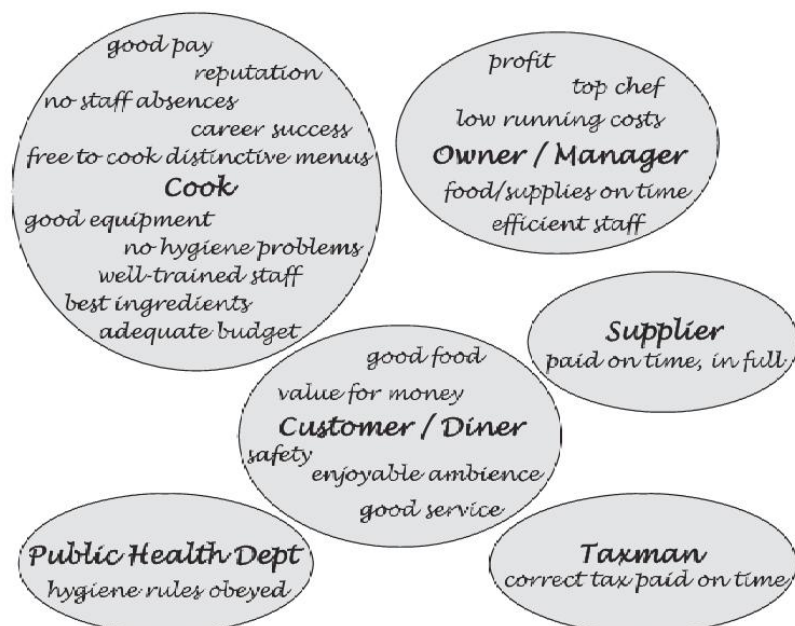 good pay
reputation
no staff absences
career success
free to cook distinctive menus
Cook
good equipment
no hygiene problems
well-trained staff
best ingredients
adequate budget
profit
top chef
low running costs
Owner / Manager
food/supplies on time
efficient staff
Supplier
paid on time, in full
good food
value for money
Customer / Diner
safety
enjoyable ambience
good service
Public Health Dept
hygiene rules obeyed
Taxman
correct tax paid on time